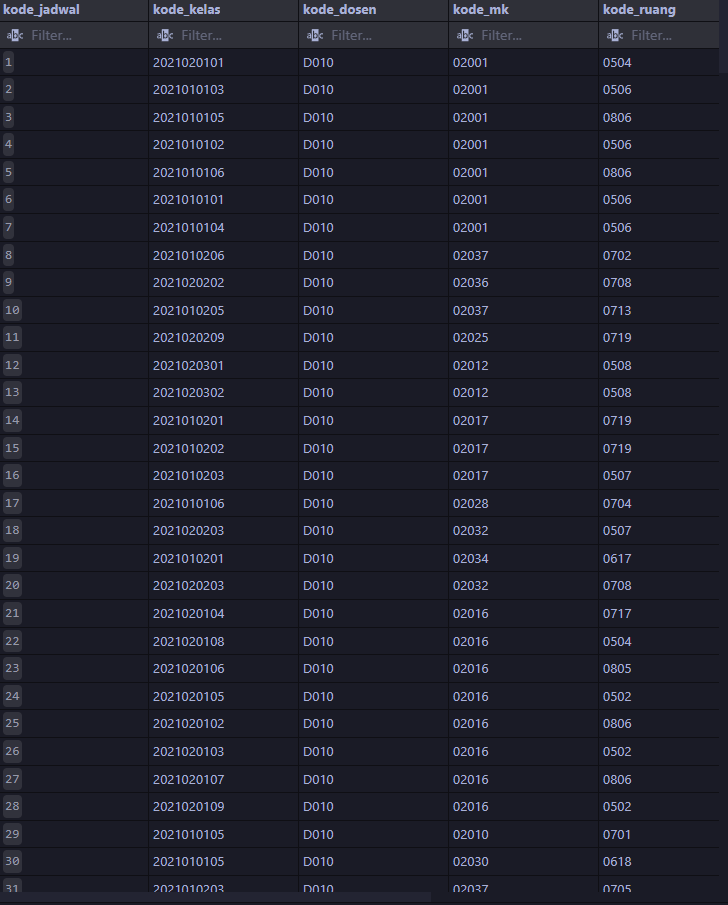 kode_jadwal kode_kelas kode_dosen kode_mk kode_ruang
abc Filter... abc Filter... abc Filter... abc Filter... abc Filter...
1 2021020101 D010 02001 0504
2 2021010103 D010 02001 0506
3 2021010105 D010 02001 0806
4 2021010102 D010 02001 0506
5 2021010106 D010 02001 0806
6 2021010101 D010 02001 0506
7 2021010104 D010 02001 0506
8 2021010206 D010 02037 0702
9 2021020202 D010 02036 0708
10 2021010205 D010 02037 0713
11 2021020209 D010 02025 0719
12 2021020301 D010 02012 0508
13 2021020302 D010 02012 0508
14 2021010201 D010 02017 0719
15 2021010202 D010 02017 0719
16 2021010203 D010 02017 0507
17 2021010106 D010 02028 0704
18 2021020203 D010 02032 0507
19 2021010201 D010 02034 0617
20 2021020203 D010 02032 0708
21 2021020104 D010 02016 0717
22 2021020108 D010 02016 0504
23 2021020106 D010 02016 0805
24 2021020105 D010 02016 0502
25 2021020102 D010 02016 0806
26 2021020103 D010 02016 0502
27 2021020107 D010 02016 0806
28 2021020109 D010 02016 0502
29 2021010105 D010 02010 0701
30 2021010105 D010 02030 0618
31 2021010203 D010 02037 0705